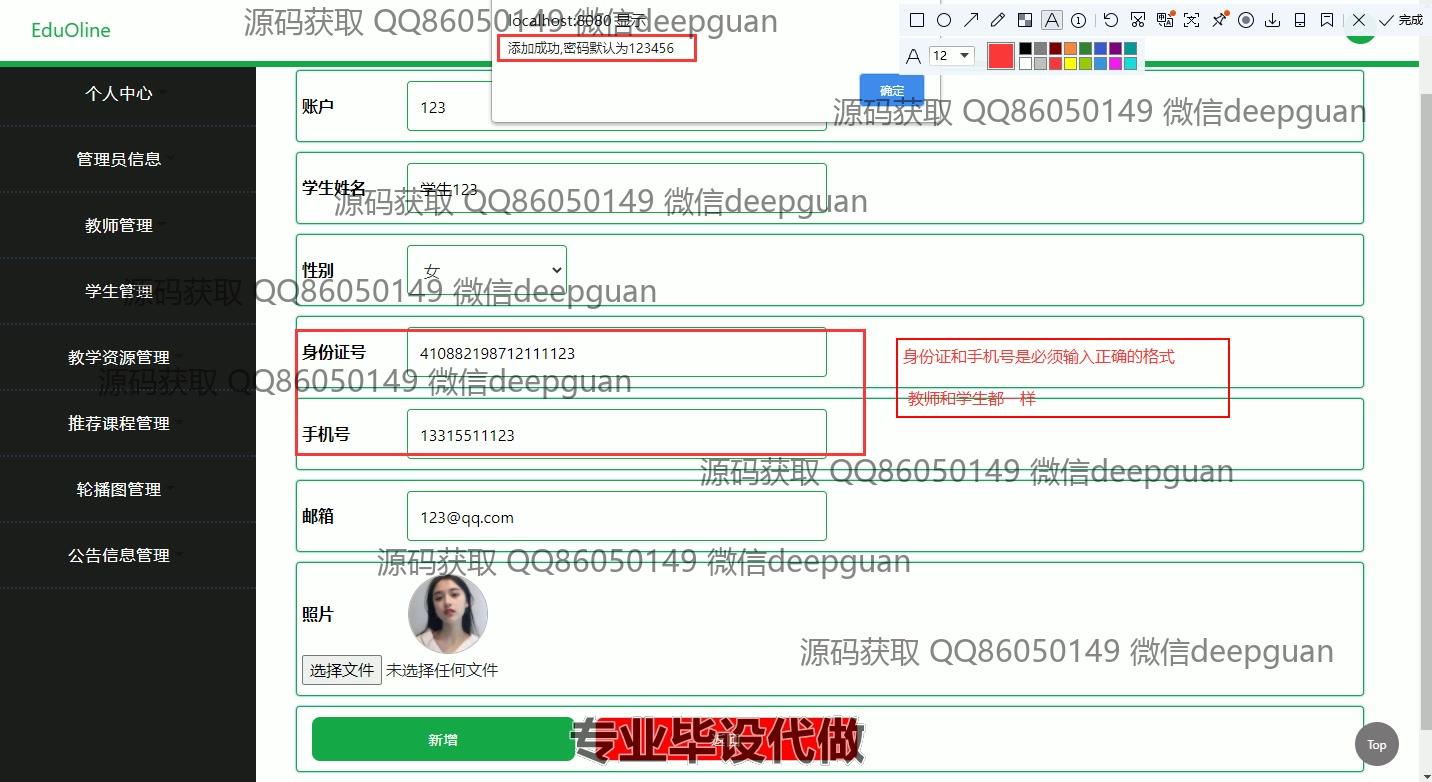 EduOline
localhost:8080 显示
添加成功,密码默认为123456
确定
12
完成
源码获取 QQ86050149 微信deepguan
个人中心
管理员信息
教师管理
学生管理
教学资源管理
推荐课程管理
轮播图管理
公告信息管理
账户
123
源码获取 QQ86050149 微信deepguan
学生姓名
学生123
源码获取 QQ86050149 微信deepguan
性别
女
源码获取 QQ86050149 微信deepguan
身份证号
410882198712111123
身份证和手机号是必须输入正确的格式
源码获取 QQ86050149 微信deepguan
教师和学生都一样
手机号
13315511123
源码获取 QQ86050149 微信deepguan
邮箱
123@qq.com
源码获取 QQ86050149 微信deepguan
照片
源码获取 QQ86050149 微信deepguan
选择文件 未选择任何文件
新增
返回
专业毕设代做
Top